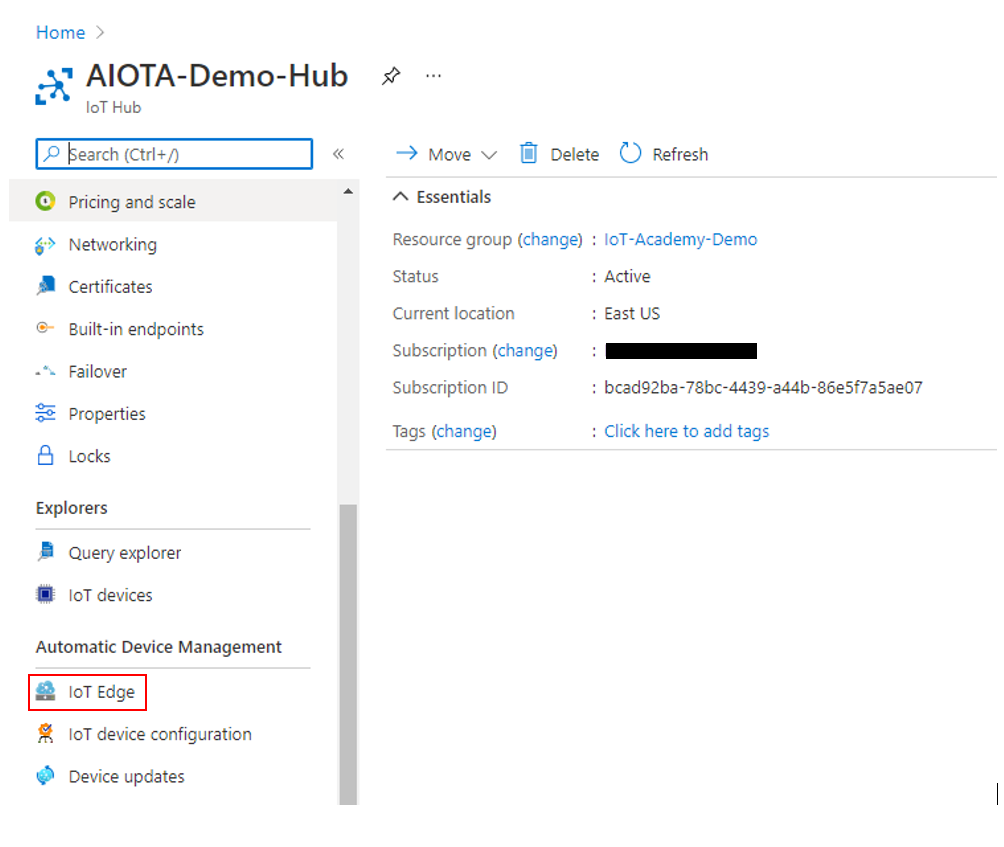 Home
AIOTA-Demo-Hub
IoT Hub
Search (Ctrl+/)
Pricing and scale
Networking
Certificates
Built-in endpoints
Failover
Properties
Locks
Explorers
Query explorer
IoT devices
Automatic Device Management
IoT Edge
IoT device configuration
Device updates
Move Delete Refresh
Essentials
Resource group (change) : IoT-Academy-Demo
Status : Active
Current location : East US
Subscription (change) :
Subscription ID : bcad92ba-78bc-4439-a44b-86e5f7a5ae07
Tags (change) : Click here to add tags